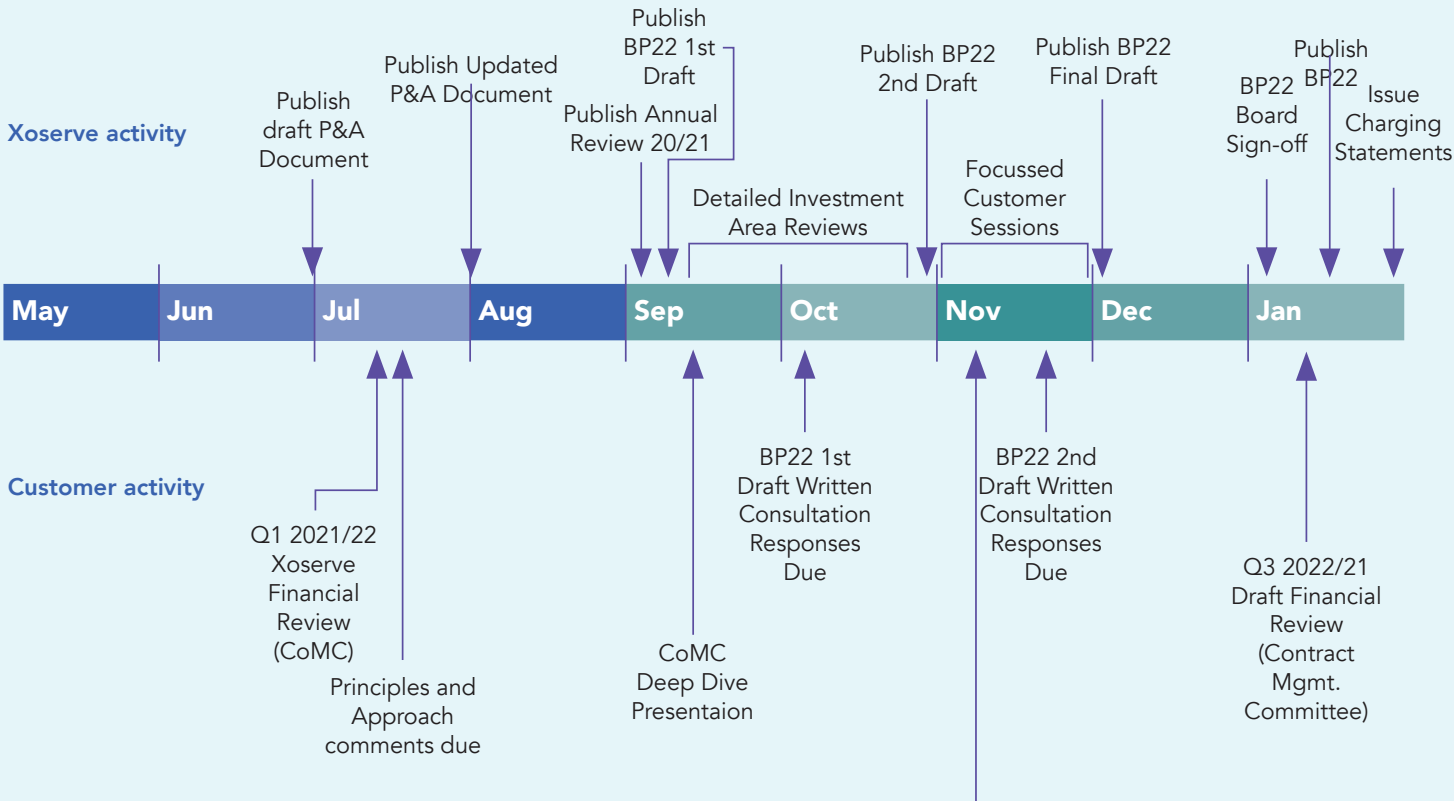 Xoserve activity
Publish
draft P&A
Document
Publish Updated
P&A Document
Publish
BP22 1st
Draft
Publish Annual
Review 20/21
Detailed Investment
Area Reviews
Publish BP22
2nd Draft
Focussed
Customer
Sessions
Publish BP22
Final Draft
BP22
Board
Sign-off
Publish
BP22
Issue
Charging
Statements
May
Jun
Jul
Aug
Sep
Oct
Nov
Dec
Jan
Customer activity
Q1 2021/22
Xoserve
Financial
Review
(CoMC)
Principles and
Approach
comments due
CoMC
Deep Dive
Presentaion
BP22 1st
Draft Written
Consultation
Responses
Due
BP22 2nd
Draft Written
Consultation
Responses
Due
Q3 2022/21
Draft Financial
Review
(Contract
Mgmt.
Committee)